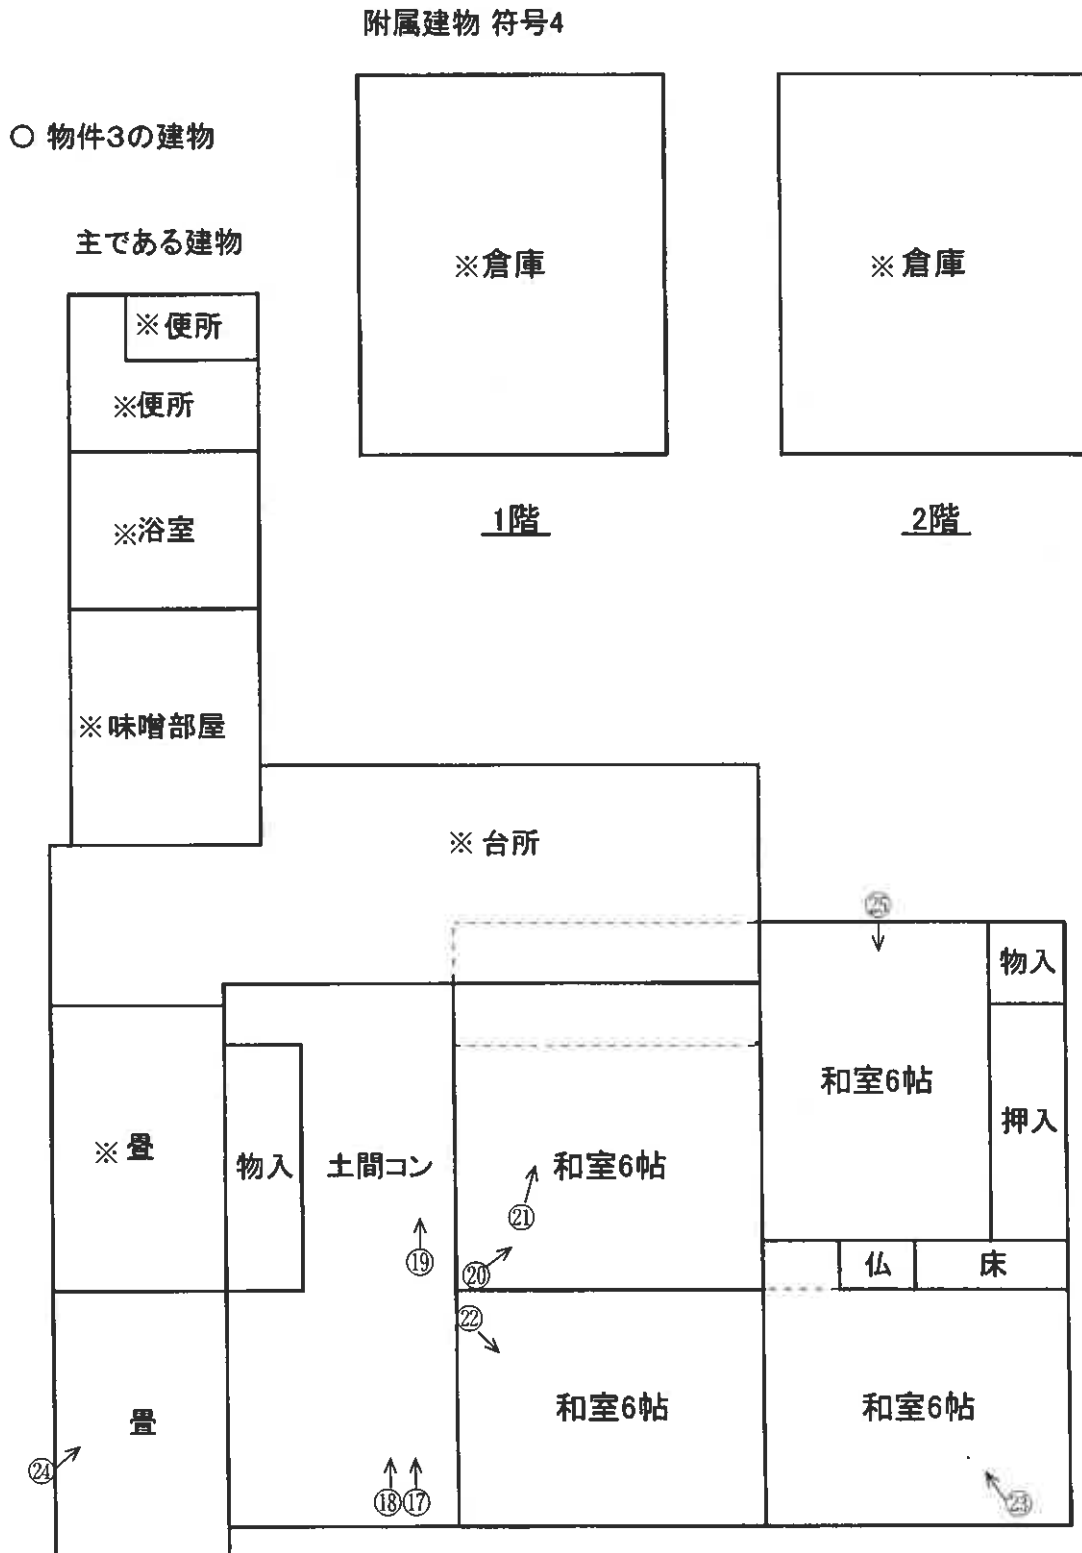 附属建物 符号4
○ 物件3の建物
主である建物
※倉庫
※ 倉庫
※便所
※便所
1階
2階
※浴室
※味噌部屋
※ 台所
㉕
物入
和室6帖
押入
※ 畳
物入
土間コン
和室6帖
㉑
⑲
⑳
仏
床
㉒
和室6帖
和室6帖
畳
㉔
⑱
⑰
㉓